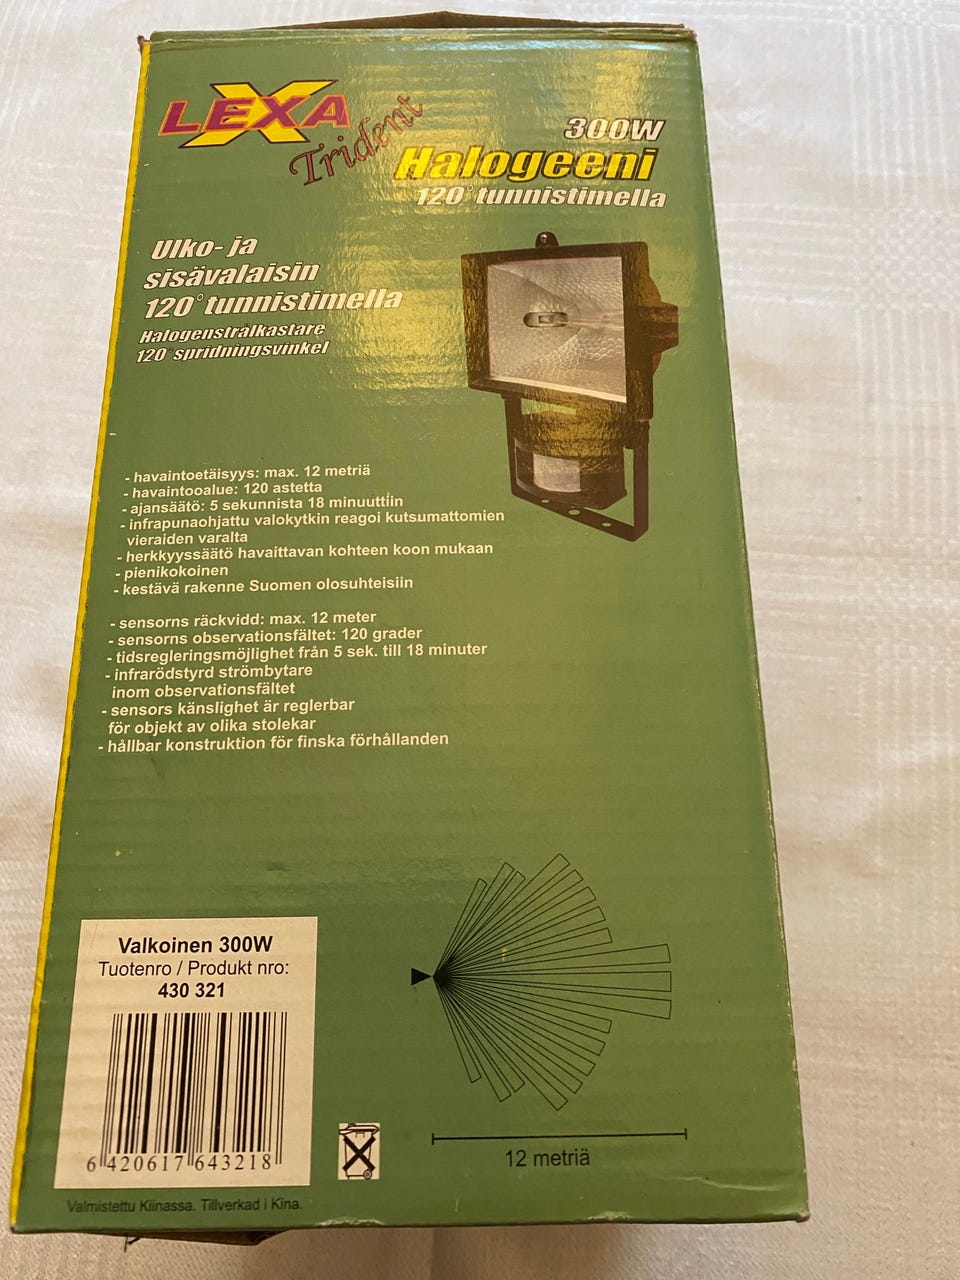 LEXA
Trident
300W
Halogeeni
120° tunnistimella
Ulko- ja
sisävalaisin
120° tunnistimella
Halogenstrålkastare
120° spridningsvinkel
- havaintoetäisyys: max. 12 metriä
- havaintooalue: 120 astetta
- ajansäätö: 5 sekunnista 18 minuuttiin
- infrapunaohjattu valokytkin reagoi kutsumattomien
vieraiden varalta
- herkkyyssäätö havaittavan kohteen koon mukaan
- pienikokoinen
- kestävä rakenne Suomen olosuhteisiin
- sensorns räckvidd: max. 12 meter
- sensorns observationsfältet: 120 grader
- tidsregleringsmöjlighet från 5 sek. till 18 minuter
- infrarödstyrd strömbytare
inom observationsfältet
- sensors känslighet är reglerbar
för objekt av olika stolekar
- hållbar konstruktion för finska förhållanden
Valkoinen 300W
Tuotenro / Produkt nro:
430 321
6 420617 643218
12 metriä
Valmistettu Kiinassa. Tillverkad i Kina.